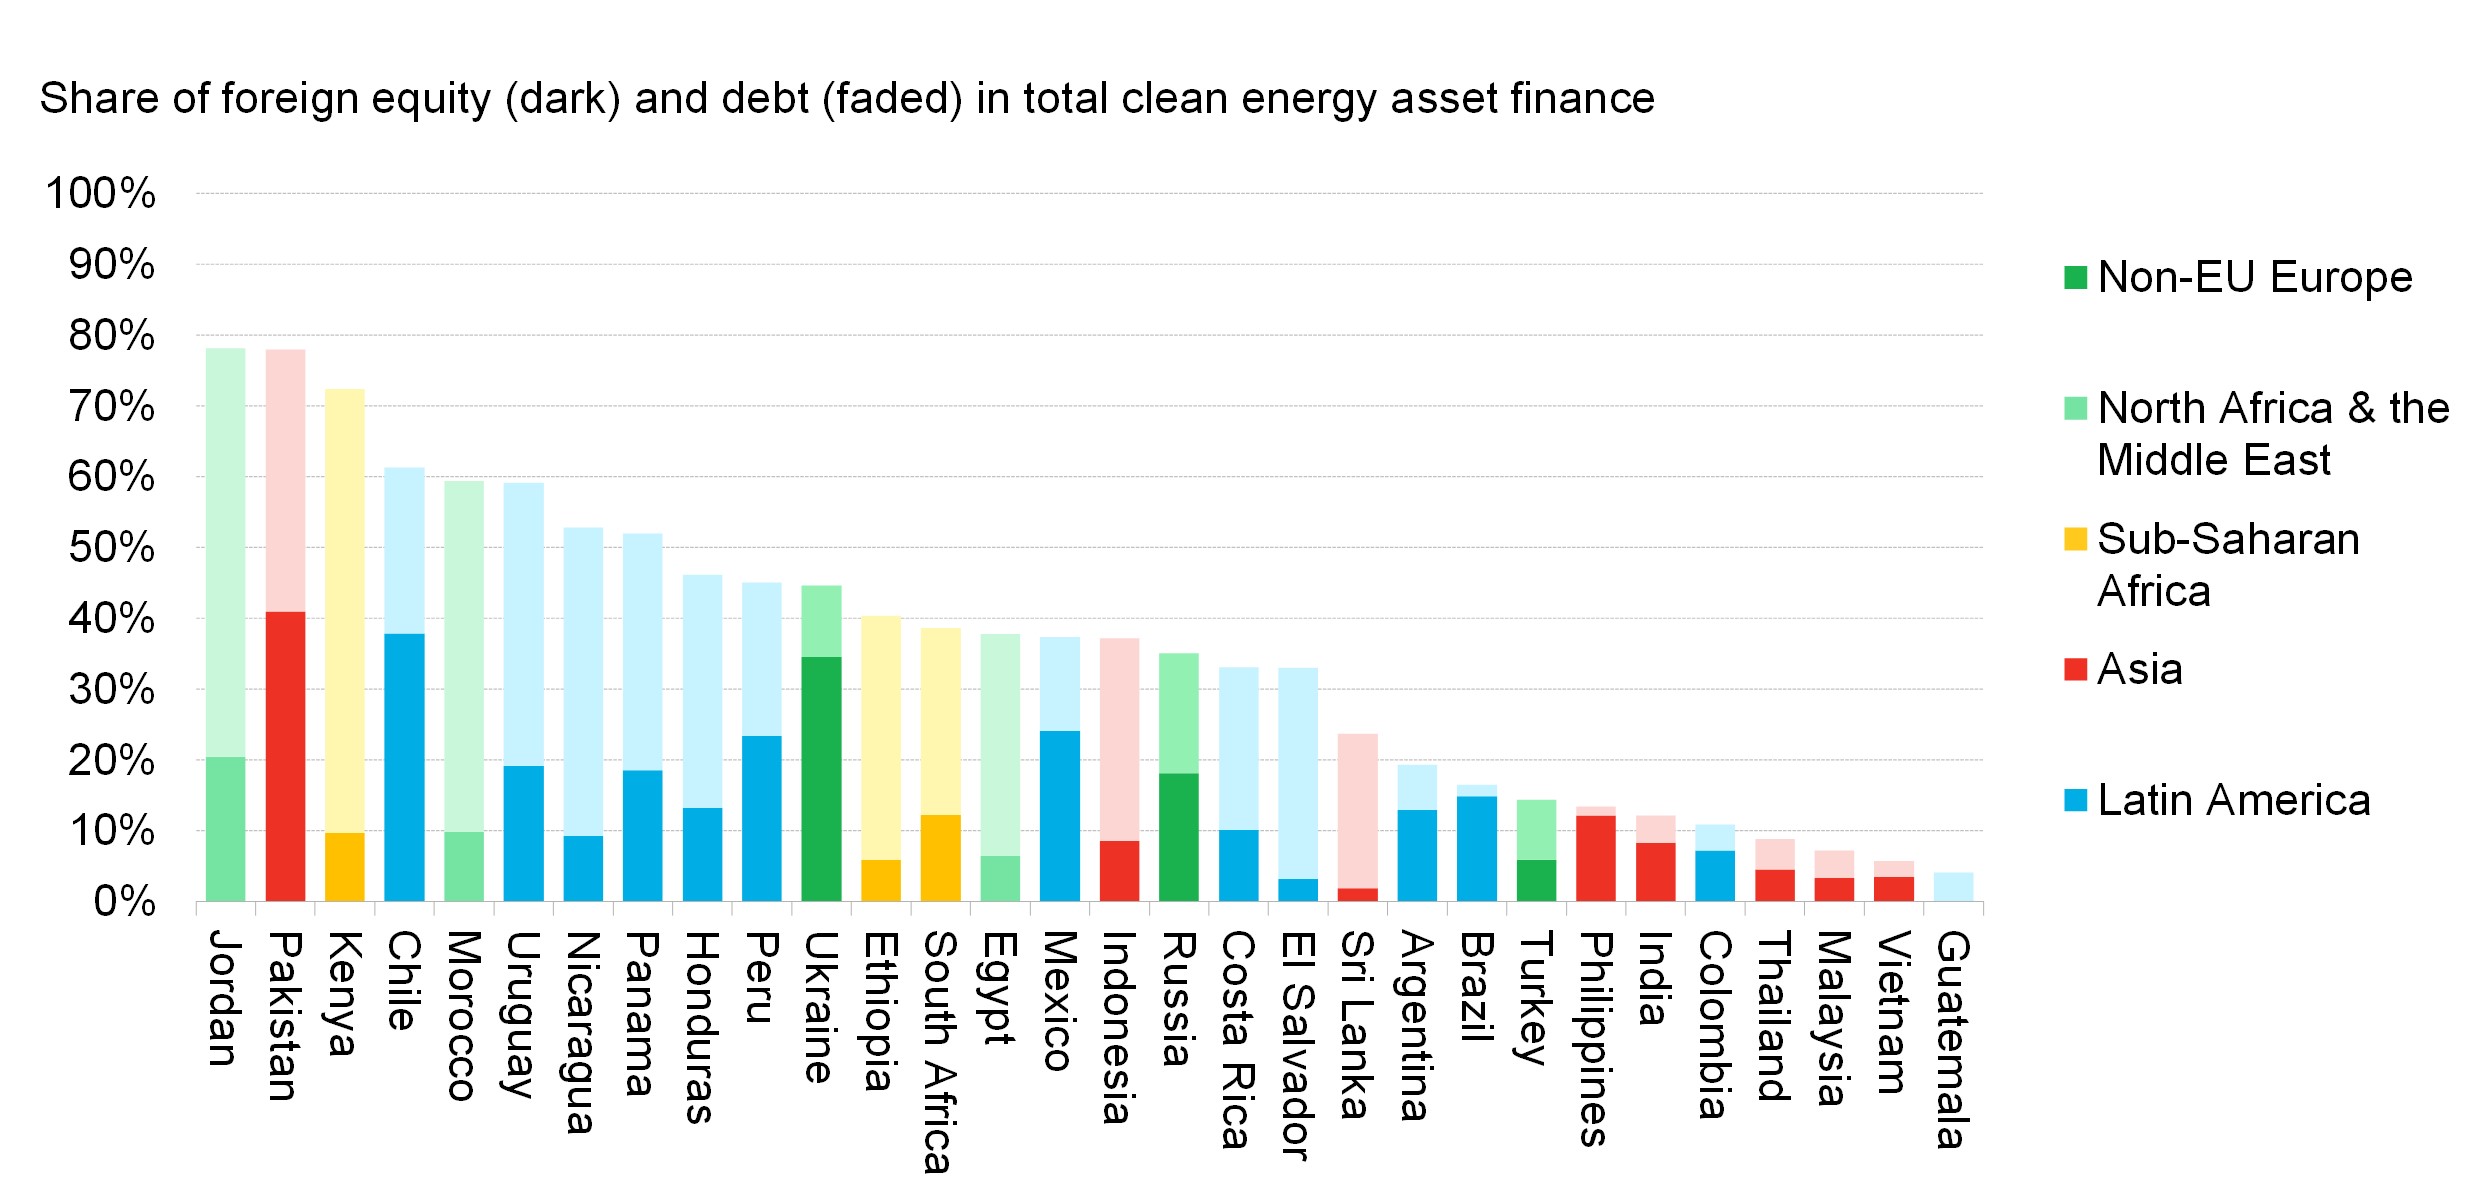 Share of foreign equity (dark) and debt (faded) in total clean energy asset finance
100%
90%
80%
70%
60%
50%
40%
30%
20%
10%
0%
Jordan
Pakistan
Kenya
Chile
Morocco
Uruguay
Nicaragua
Panama
Honduras
Peru
Ukraine
Ethiopia
South Africa
Egypt
Mexico
Indonesia
Russia
Costa Rica
El Salvador
Sri Lanka
Argentina
Brazil
Turkey
Philippines
India
Colombia
Thailand
Malaysia
Vietnam
Guatemala
Non-EU Europe
North Africa & the
Middle East
Sub-Saharan
Africa
Asia
Latin America